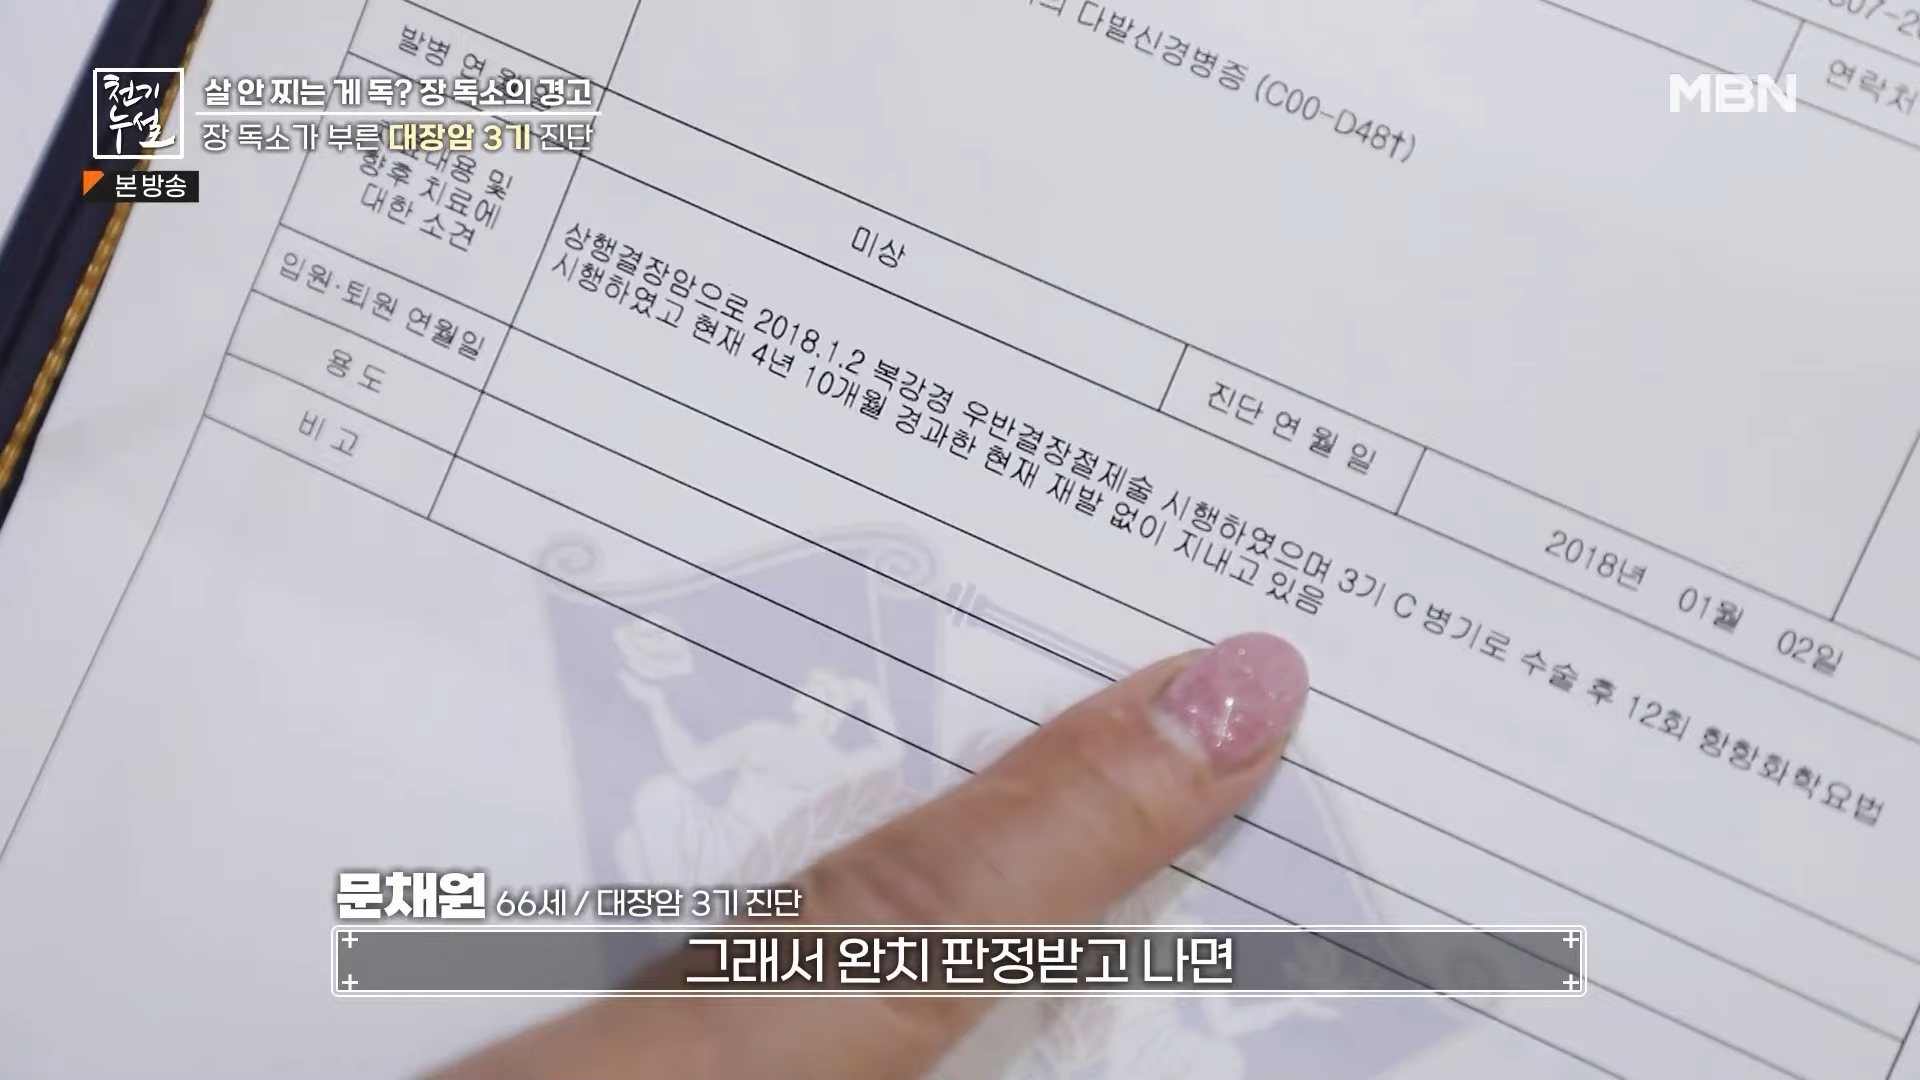 천기누설
살 안 찌는 게 독? 장 독소의 경고
장 독소가 부른 대장암 3기 진단
본방송
MBN
다발신경병증 (C00-D48†)
연락처
발병 연월일
미상
진단 연 월 일
2018년 01월 02일
내용 및
향후 치료에
대한 소견
상행결장암으로 2018.1.2 복강경 우반결장절제술 시행하였으며 3기 C 병기로 수술 후 12회 항항화학요법
시행하였고 현재 4년 10개월 경과한 현재 재발 없이 지내고 있음
입원·퇴원 연월일
용 도
비 고
문채원 66세 / 대장암 3기 진단
그래서 완치 판정받고 나면